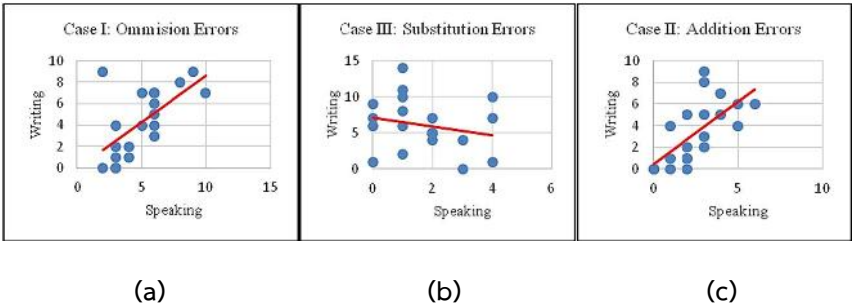 Case I: Ommision Errors
10
8
6
4
2
0
Writing
0
5
10
15
Speaking
(a)
Case III: Substitution Errors
15
10
5
0
Writing
0
2
4
6
Speaking
(b)
Case II: Addition Errors
10
8
6
4
2
0
Writing
0
5
10
Speaking
(c)